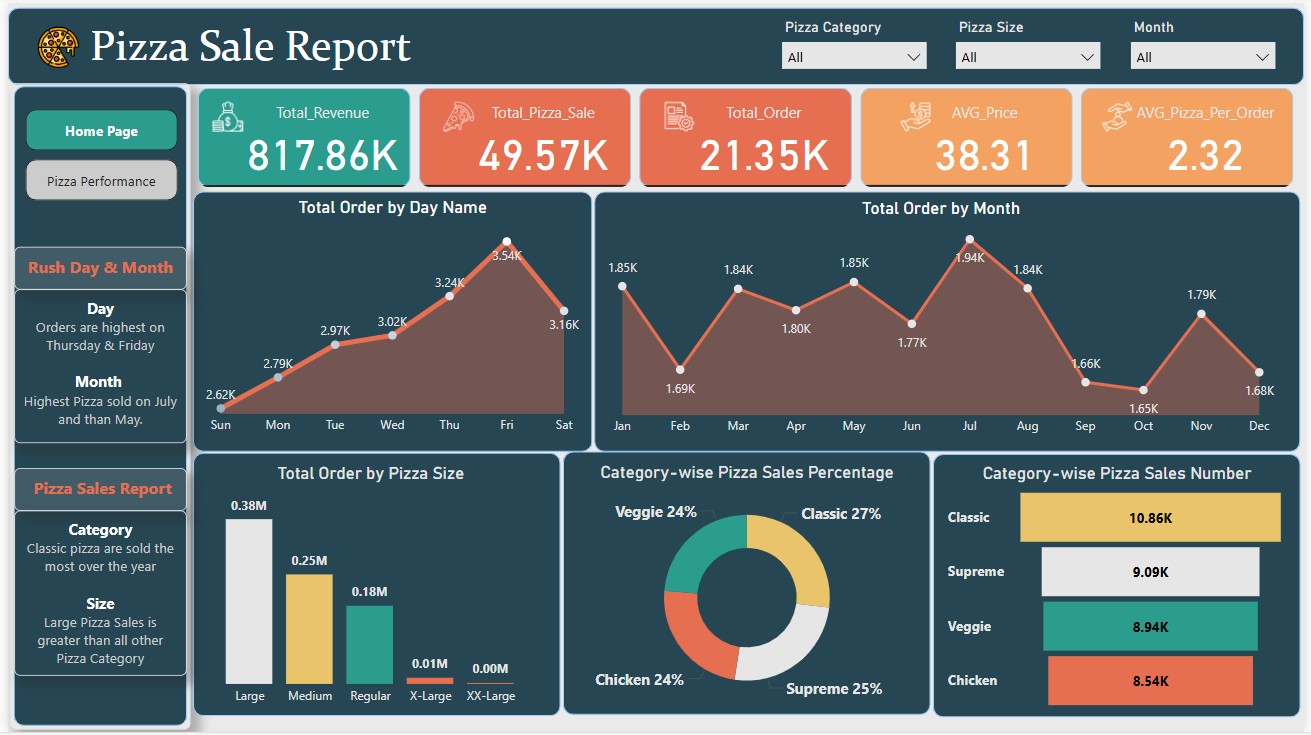 Pizza Sale Report
Pizza Category
All
Pizza Size
All
Month
All
Home Page
Pizza Performance
Rush Day & Month
Day
Orders are highest on
Thursday & Friday
Month
Highest Pizza sold on July
and than May.
Pizza Sales Report
Category
Classic pizza are sold the
most over the year
Size
Large Pizza Sales is
greater than all other
Pizza Category
Total_Revenue
817.86K
Total_Pizza_Sale
49.57K
Total_Order
21.35K
AVG_Price
38.31
AVG_Pizza_Per_Order
2.32
Total Order by Day Name
2.62K
2.79K
2.97K
3.02K
3.24K
3.54K
3.16K
Sun Mon Tue Wed Thu Fri Sat
Total Order by Month
1.85K
1.69K
1.84K
1.80K
1.85K
1.77K
1.94K
1.84K
1.66K
1.65K
1.79K
1.68K
Jan Feb Mar Apr May Jun Jul Aug Sep Oct Nov Dec
Total Order by Pizza Size
0.38M
0.25M
0.18M
0.01M
0.00M
Large Medium Regular X-Large XX-Large
Category-wise Pizza Sales Percentage
Veggie 24%
Classic 27%
Chicken 24%
Supreme 25%
Category-wise Pizza Sales Number
Classic 10.86K
Supreme 9.09K
Veggie 8.94K
Chicken 8.54K